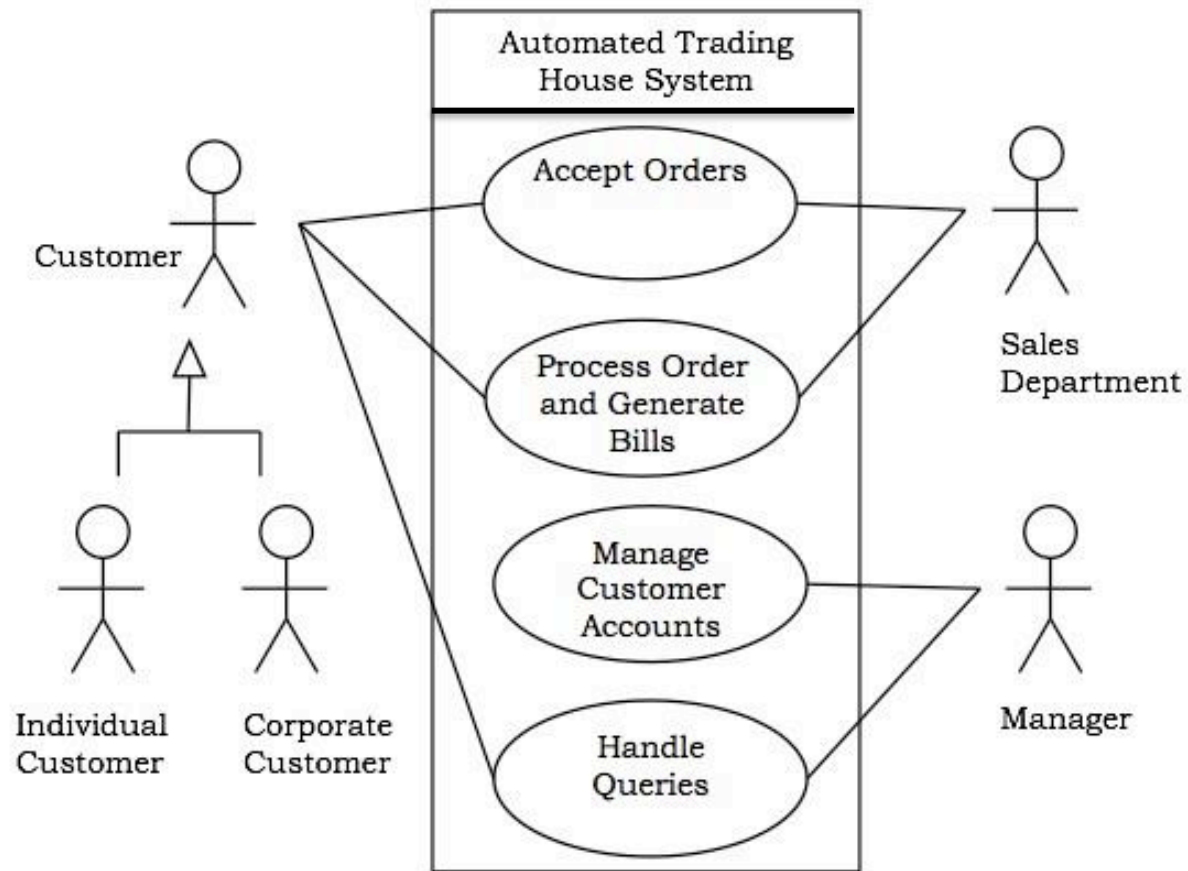 Automated Trading
House System
Accept Orders
Customer
Process Order
and Generate
Bills
Sales
Department
Manage
Customer
Accounts
Individual
Customer
Corporate
Customer
Handle
Queries
Manager